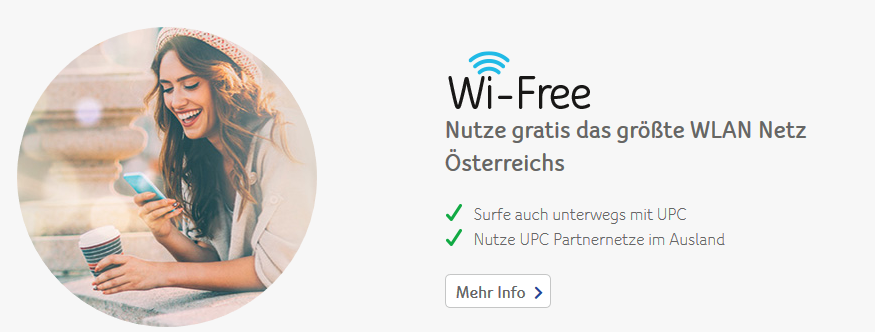 Wi-Free
Nutze gratis das größte WLAN Netz
Österreichs
Surfe auch unterwegs mit UPC
Nutze UPC Partnernetze im Ausland
Mehr Info